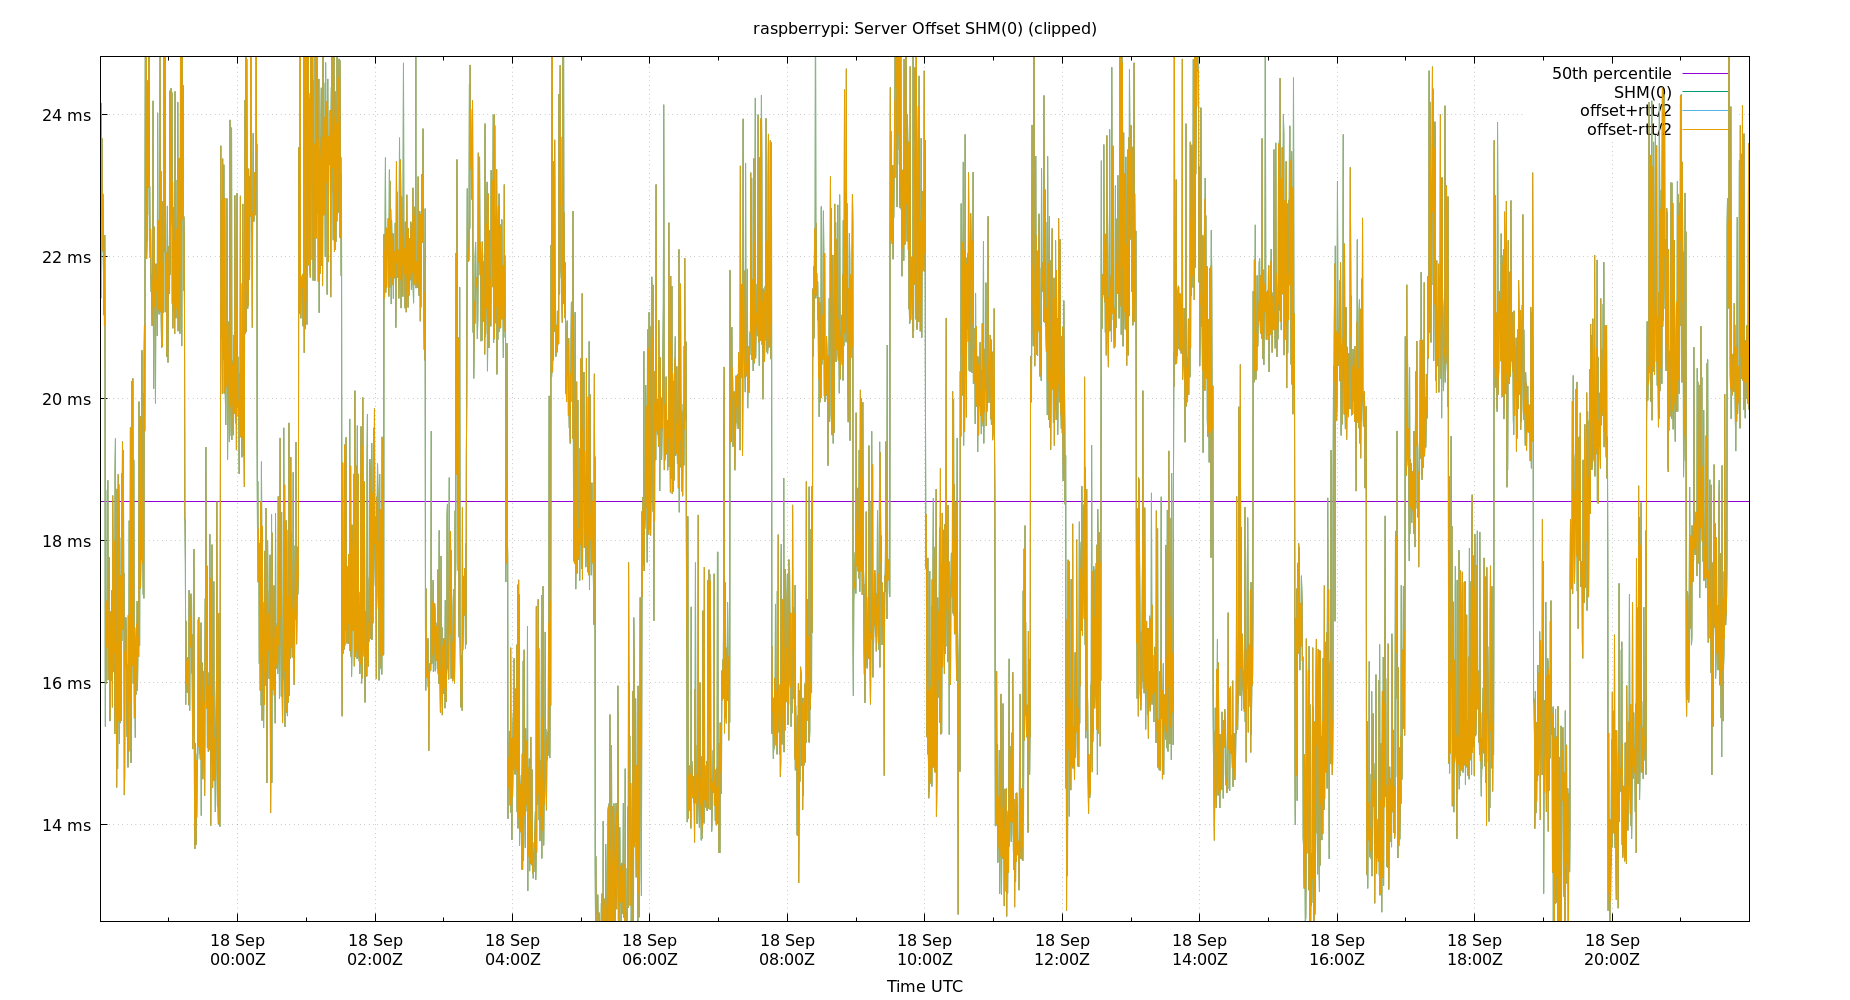 raspberrypi: Server Offset SHM(0) (clipped)
50th percentile
SHM(0)
offset+rtt/2
offset-rtt/2
24 ms
22 ms
20 ms
18 ms
16 ms
14 ms
18 Sep 18 Sep 18 Sep 18 Sep 18 Sep 18 Sep 18 Sep 18 Sep 18 Sep 18 Sep 18 Sep
00:00Z 02:00Z 04:00Z 06:00Z 08:00Z 10:00Z 12:00Z 14:00Z 16:00Z 18:00Z 20:00Z
Time UTC